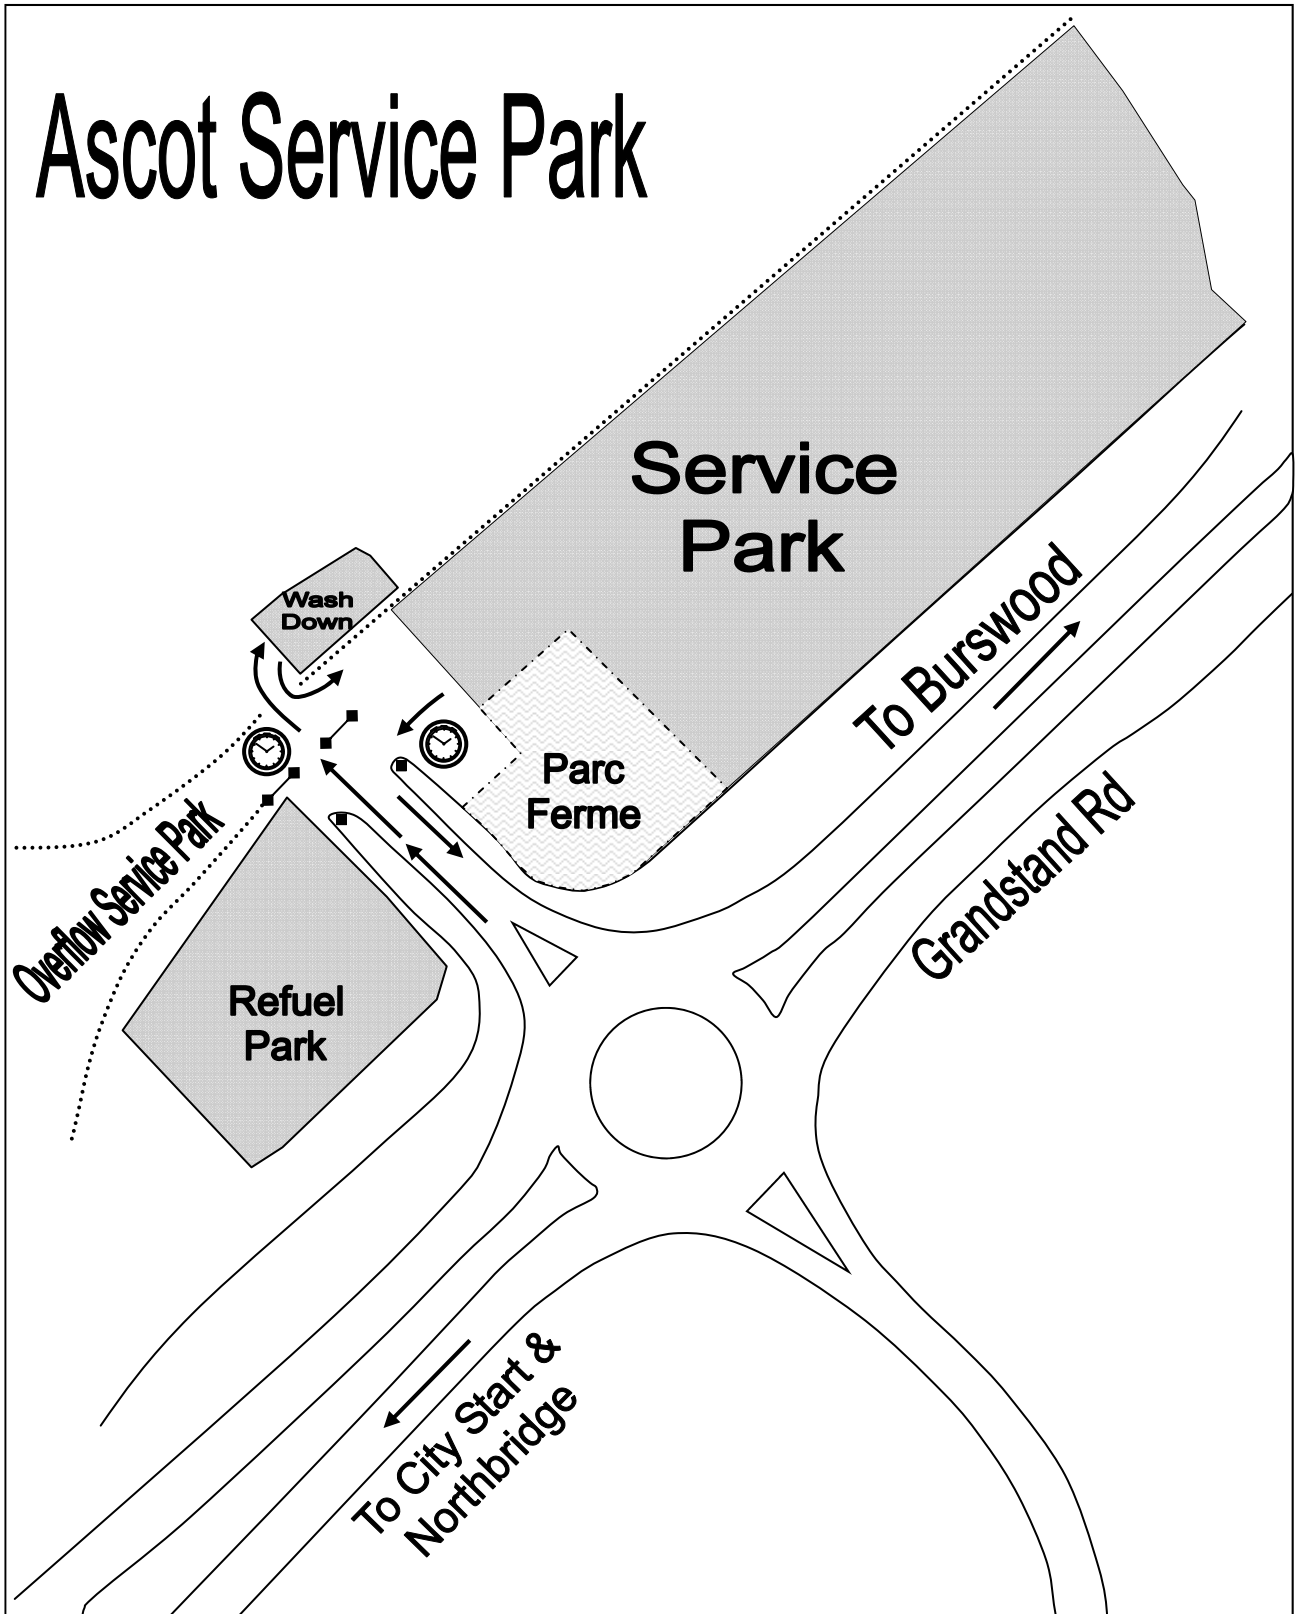 Ascot Service Park
Service
Park
Wash
Down
To Burswood
Parc
Ferme
Grandstand Rd
Overflow Service Park
Refuel
Park
To City Start &
Northbridge